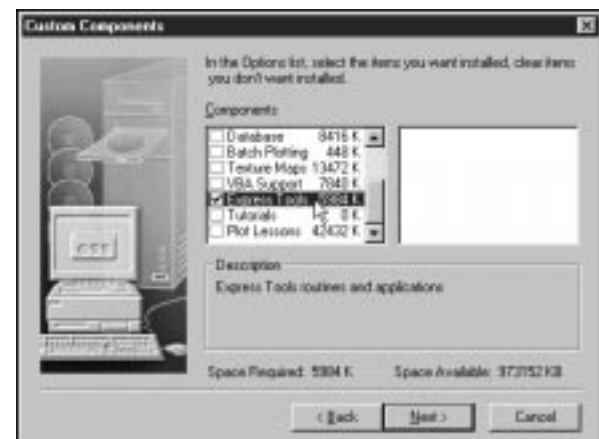 Custom Components
In the Options list, select the items you want installed, clear items
you don't want installed.
Components
Database 8416 K
Batch Plotting 448 K
Texture Maps 13472 K
VBA Support 7840 K
Express Tools 5984 K
Tutorials 0 K
Plot Lessons 42432 K
Description
Express Tools routines and applications
Space Required: 5984 K Space Available: 973152 KB
< Back Next > Cancel